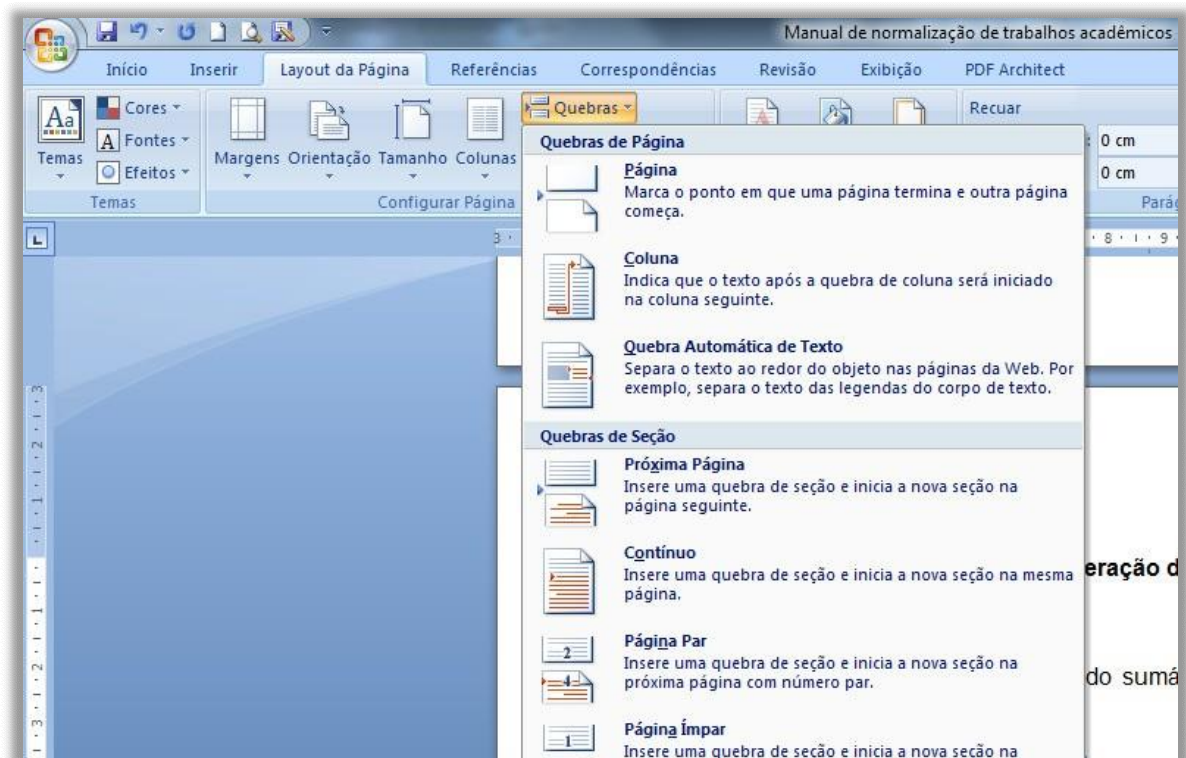 Manual de normalização de trabalhos acadêmicos
Início Inserir Layout da Página Referências Correspondências Revisão Exibição PDF Architect
Aa Cores Quebras Recuar
A Fontes 0 cm
Temas Efeitos Margens Orientação Tamanho Colunas 0 cm
Temas Configurar Página
Quebras de Página
Página
Marca o ponto em que uma página termina e outra página
começa.
Coluna
Indica que o texto após a quebra de coluna será iniciado
na coluna seguinte.
Quebra Automática de Texto
Separa o texto ao redor do objeto nas páginas da Web. Por
exemplo, separa o texto das legendas do corpo de texto.
Quebras de Seção
Próxima Página
Insere uma quebra de seção e inicia a nova seção na
página seguinte.
Contínuo
Insere uma quebra de seção e inicia a nova seção na mesma
página.
eração d
Página Par
Insere uma quebra de seção e inicia a nova seção na
próxima página com número par.
do sumá
Página Ímpar
Insere uma quebra de seção e inicia a nova seção na